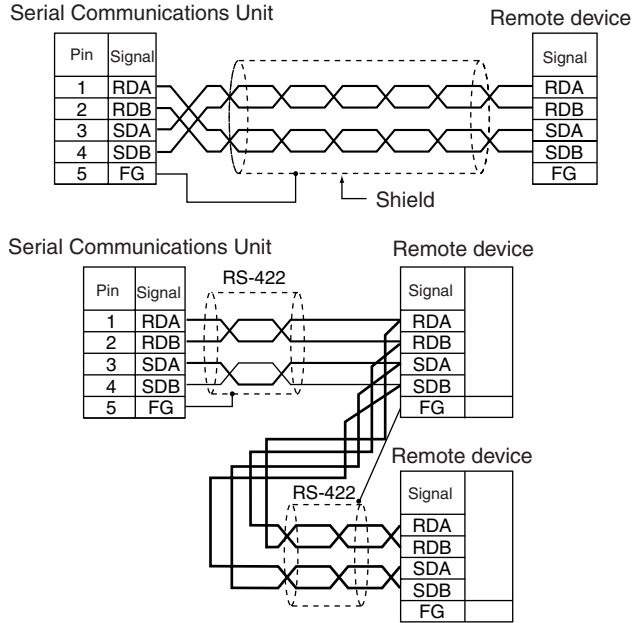 Serial Communications Unit
Remote device
Pin Signal
Signal
1 RDA
RDA
2 RDB
RDB
3 SDA
SDA
4 SDB
SDB
5 FG
FG
Shield
Serial Communications Unit
Remote device
RS-422
Pin Signal
Signal
1 RDA
RDA
2 RDB
RDB
3 SDA
SDA
4 SDB
SDB
5 FG
FG
Remote device
RS-422
Signal
RDA
RDB
SDA
SDB
FG